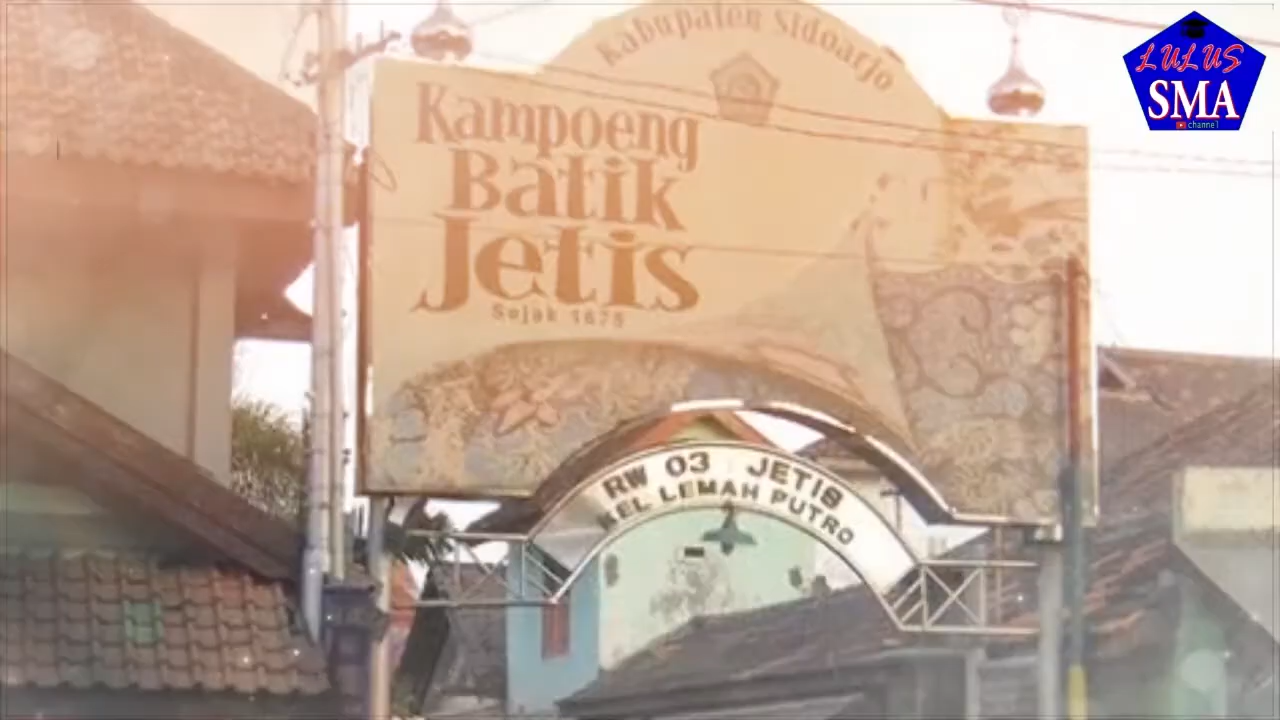 Kabupaten Sidoarjo
Kampoeng
Batik
Jetis
Sejak 1675
RW 03 JETIS
KEL LEMAH PUTRO
LULUS
SMA
channel